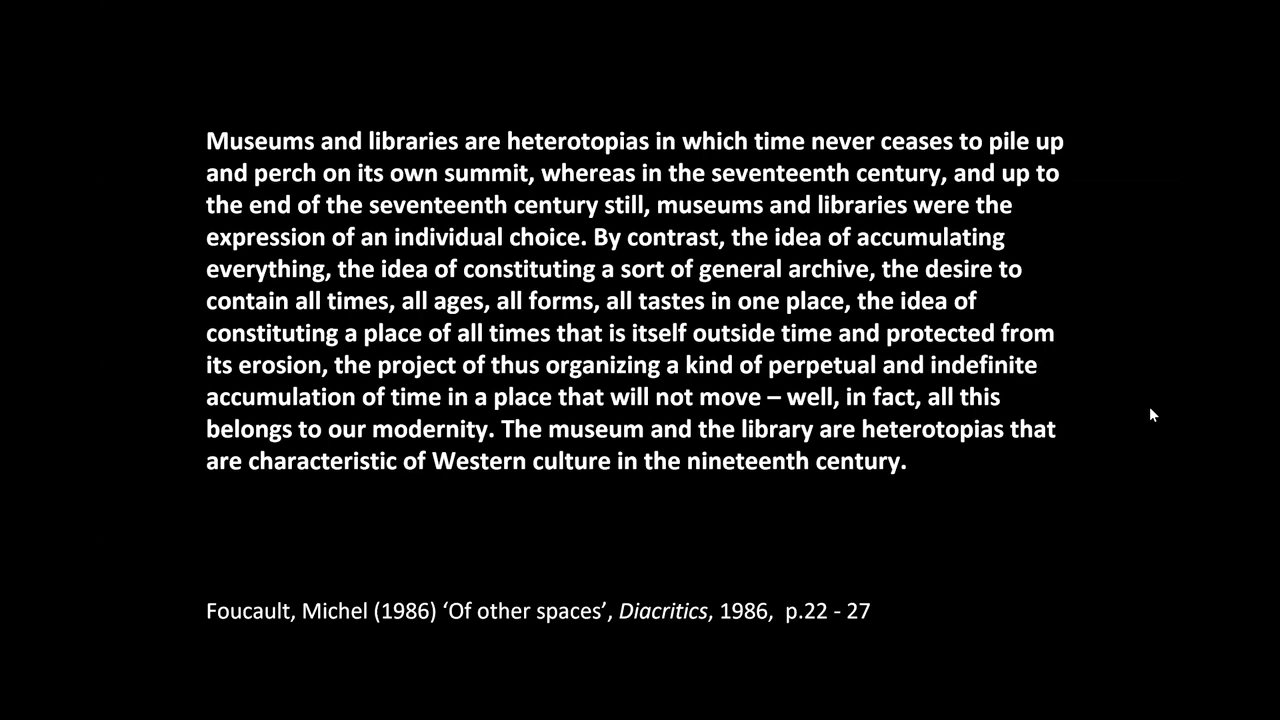 Museums and libraries are heterotopias in which time never ceases to pile up
and perch on its own summit, whereas in the seventeenth century, and up to
the end of the seventeenth century still, museums and libraries were the
expression of an individual choice. By contrast, the idea of accumulating
everything, the idea of constituting a sort of general archive, the desire to
contain all times, all ages, all forms, all tastes in one place, the idea of
constituting a place of all times that is itself outside time and protected from
its erosion, the project of thus organizing a kind of perpetual and indefinite
accumulation of time in a place that will not move – well, in fact, all this
belongs to our modernity. The museum and the library are heterotopias that
are characteristic of Western culture in the nineteenth century.
Foucault, Michel (1986) ‘Of other spaces’, Diacritics, 1986,  p.22 - 27